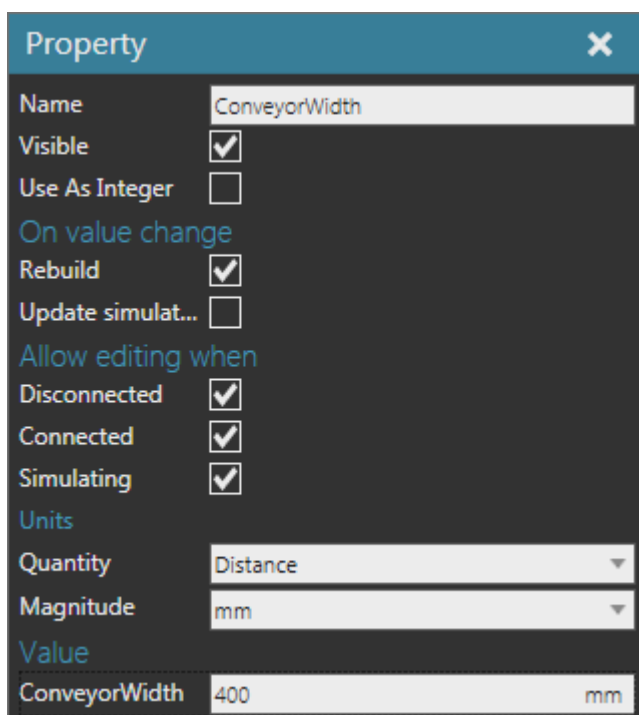 Property
Name ConveyorWidth
Visible
Use As Integer
On value change
Rebuild
Update simulat...
Allow editing when
Disconnected
Connected
Simulating
Units
Quantity Distance
Magnitude mm
Value
ConveyorWidth 400 mm